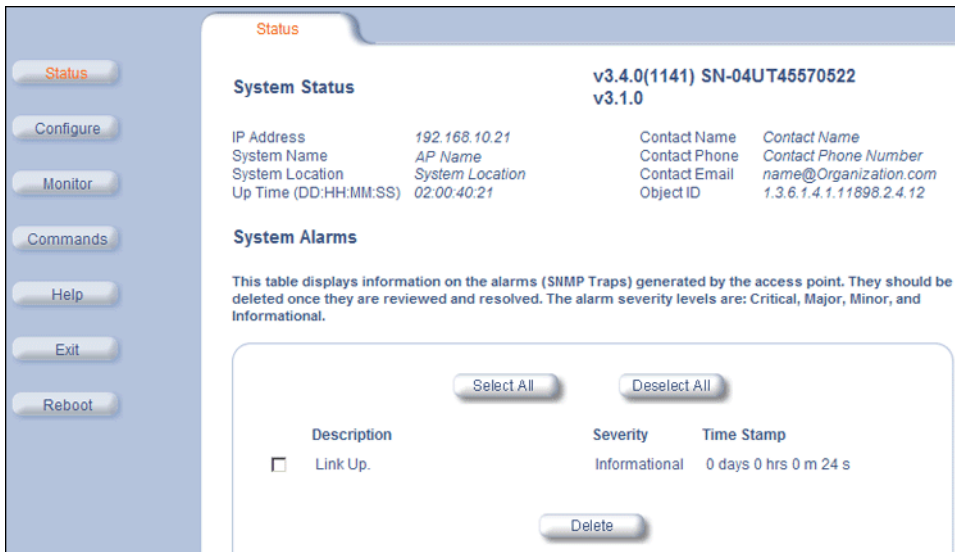 Status
Status
Configure
Monitor
Commands
Help
Exit
Reboot
System Status
v3.4.0(1141) SN-04UT45570522
v3.1.0
IP Address 192.168.10.21 Contact Name Contact Name
System Name AP Name Contact Phone Contact Phone Number
System Location System Location Contact Email name@Organization.com
Up Time (DD:HH:MM:SS) 02:00:40:21 Object ID 1.3.6.1.4.1.11898.2.4.12
System Alarms
This table displays information on the alarms (SNMP Traps) generated by the access point. They should be
deleted once they are reviewed and resolved. The alarm severity levels are: Critical, Major, Minor, and
Informational.
Select All Deselect All
Description Severity Time Stamp
Link Up. Informational 0 days 0 hrs 0 m 24 s
Delete